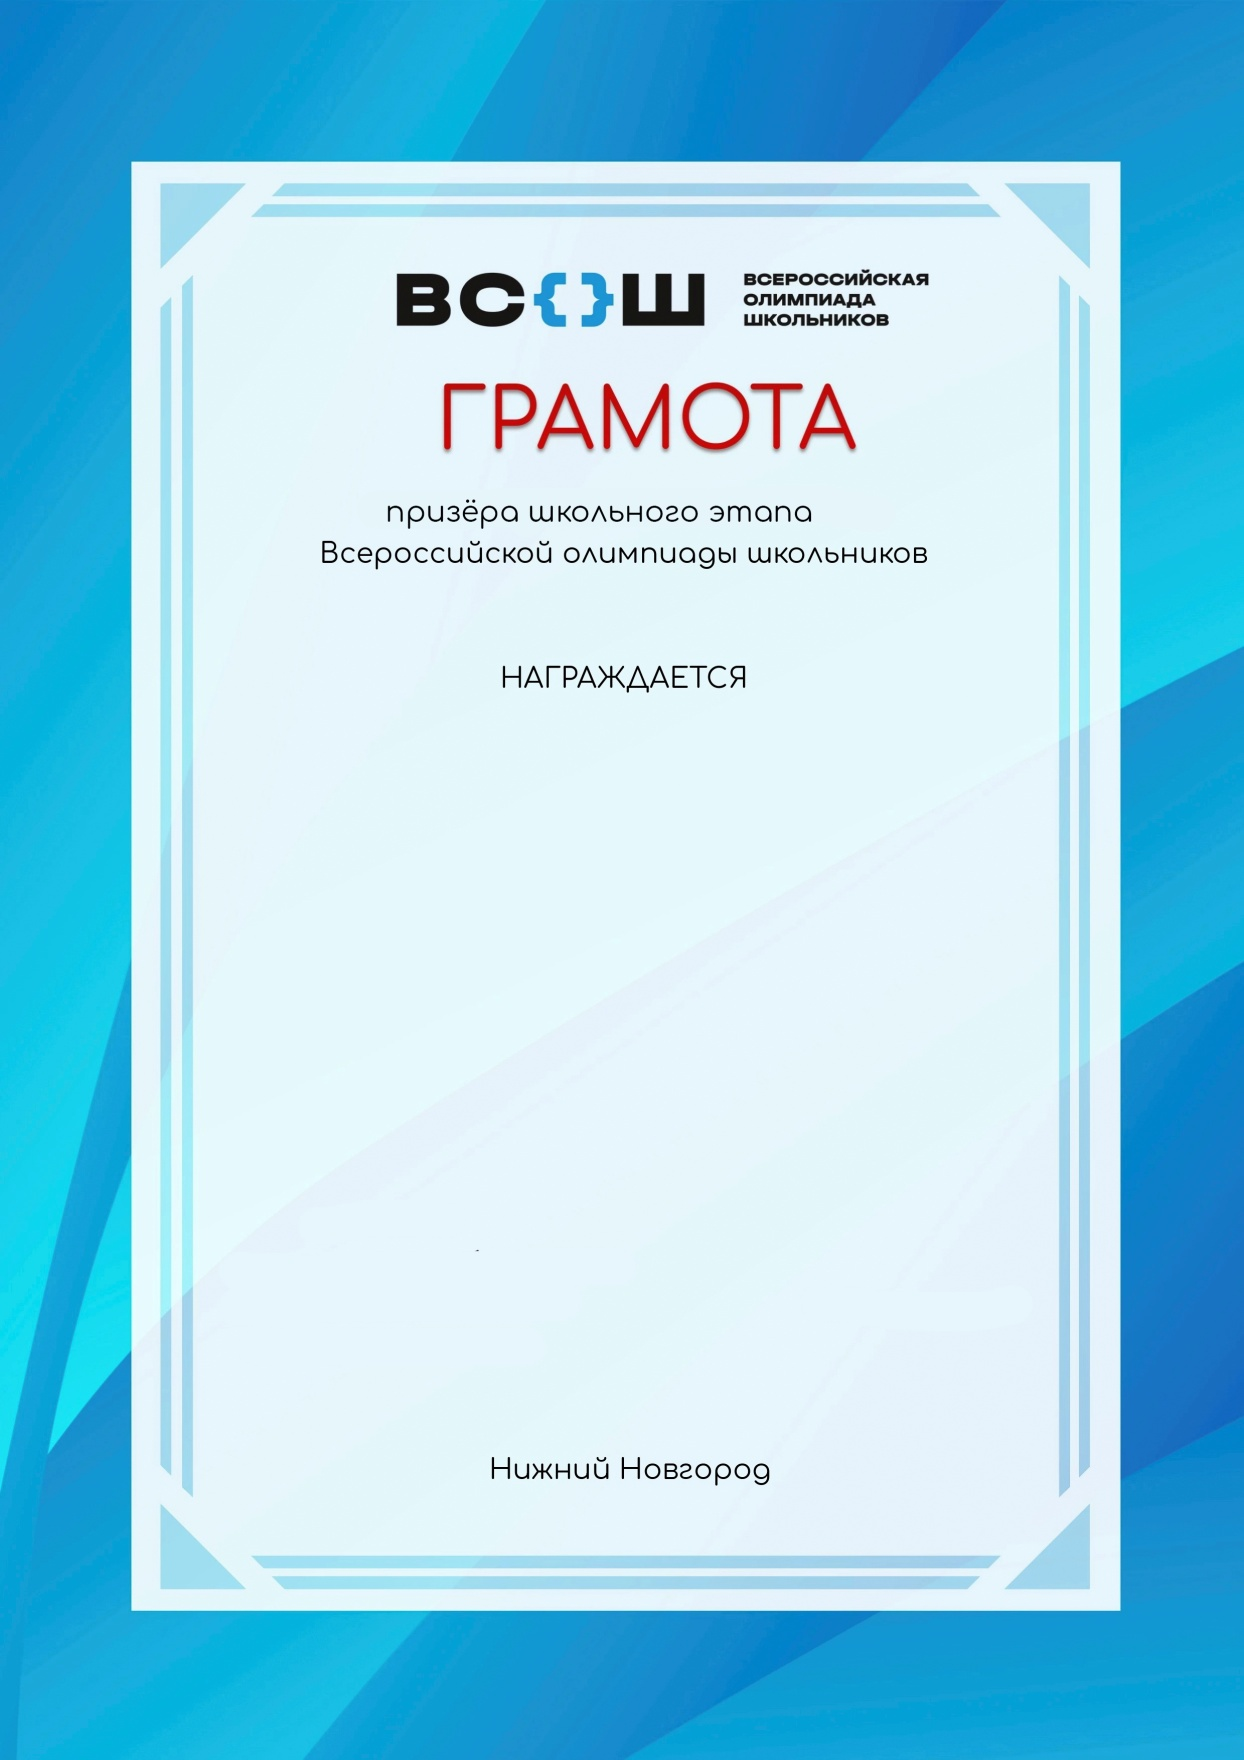 ВС{}Ш
ВСЕРОССИЙСКАЯ
ОЛИМПИАДА
ШКОЛЬНИКОВ
ГРАМОТА
призёра школьного этапа
Всероссийской олимпиады школьников
НАГРАЖДАЕТСЯ
Нижний Новгород